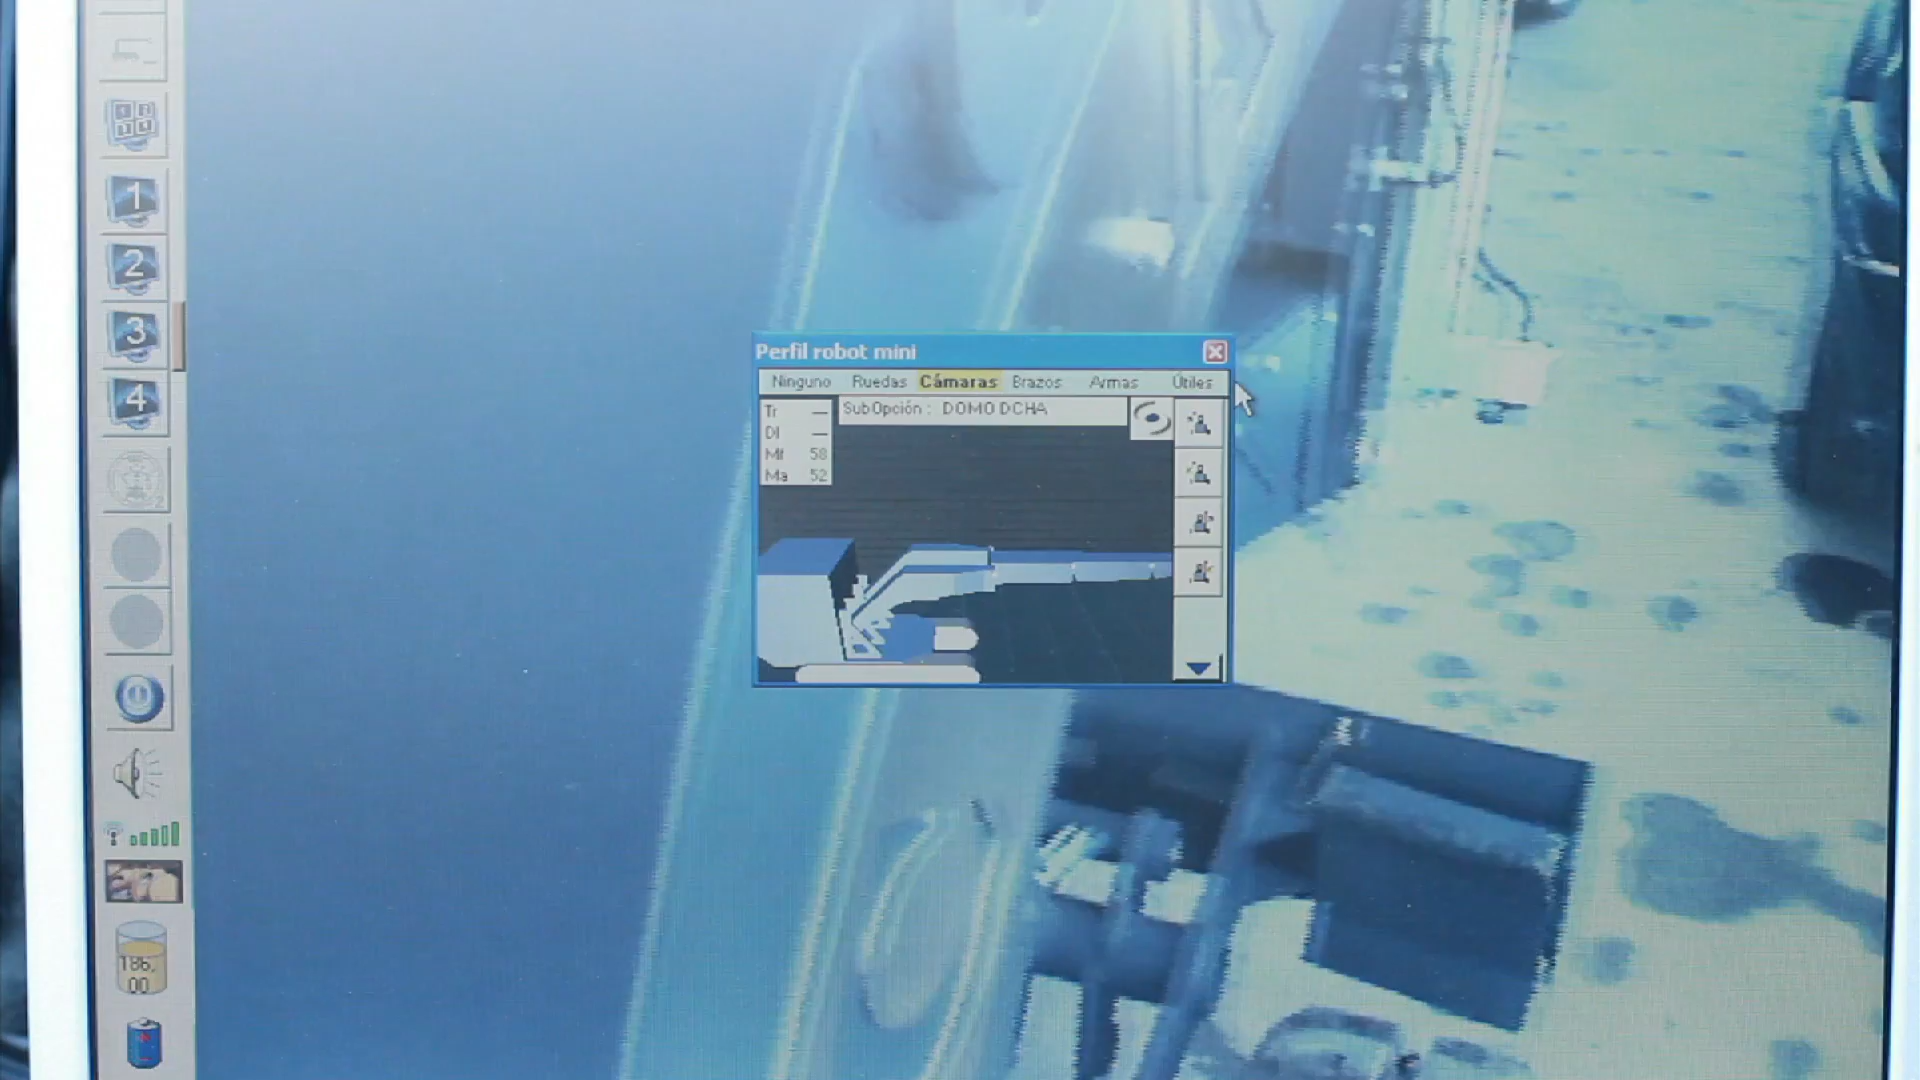 1
2
3
4
186,
00
Perfil robot mini
Ninguno Ruedas Cámaras Brazos Armas Útiles
Tr —
SubOpción : DOMO DCHA
Dl —
Mf 58
Ma 52